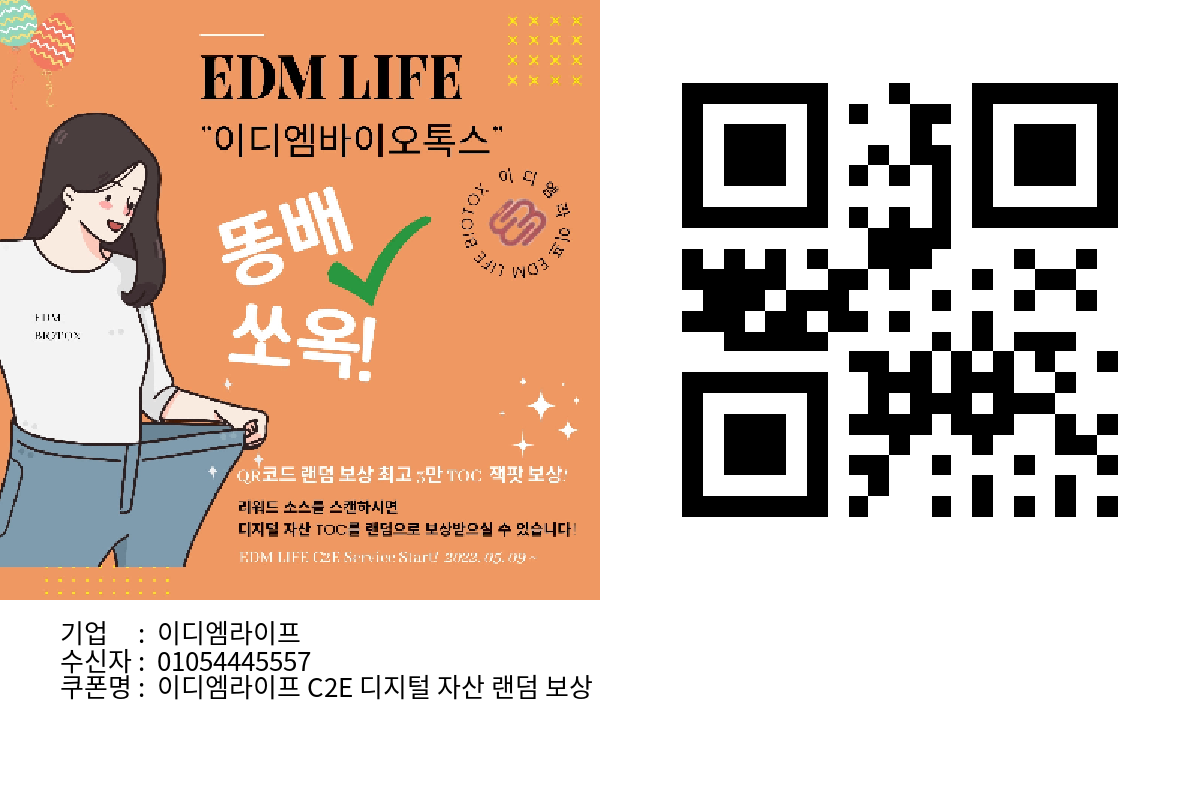 EDM LIFE
"이디엠바이오톡스"
이디엠라이프 EDM LIFE BIOTOX
똥배
쏘옥!
EDM
BIOTOX
QR코드 랜덤 보상 최고 5만 TOC 잭팟 보상!
리워드 소스를 스캔하시면
디지털 자산 TOC를 랜덤으로 보상받으실 수 있습니다!
EDM LIFE C2E Service Start! 2022. 05. 09 ~
기업 : 이디엠라이프
수신자 : 01054445557
쿠폰명 : 이디엠라이프 C2E 디지털 자산 랜덤 보상